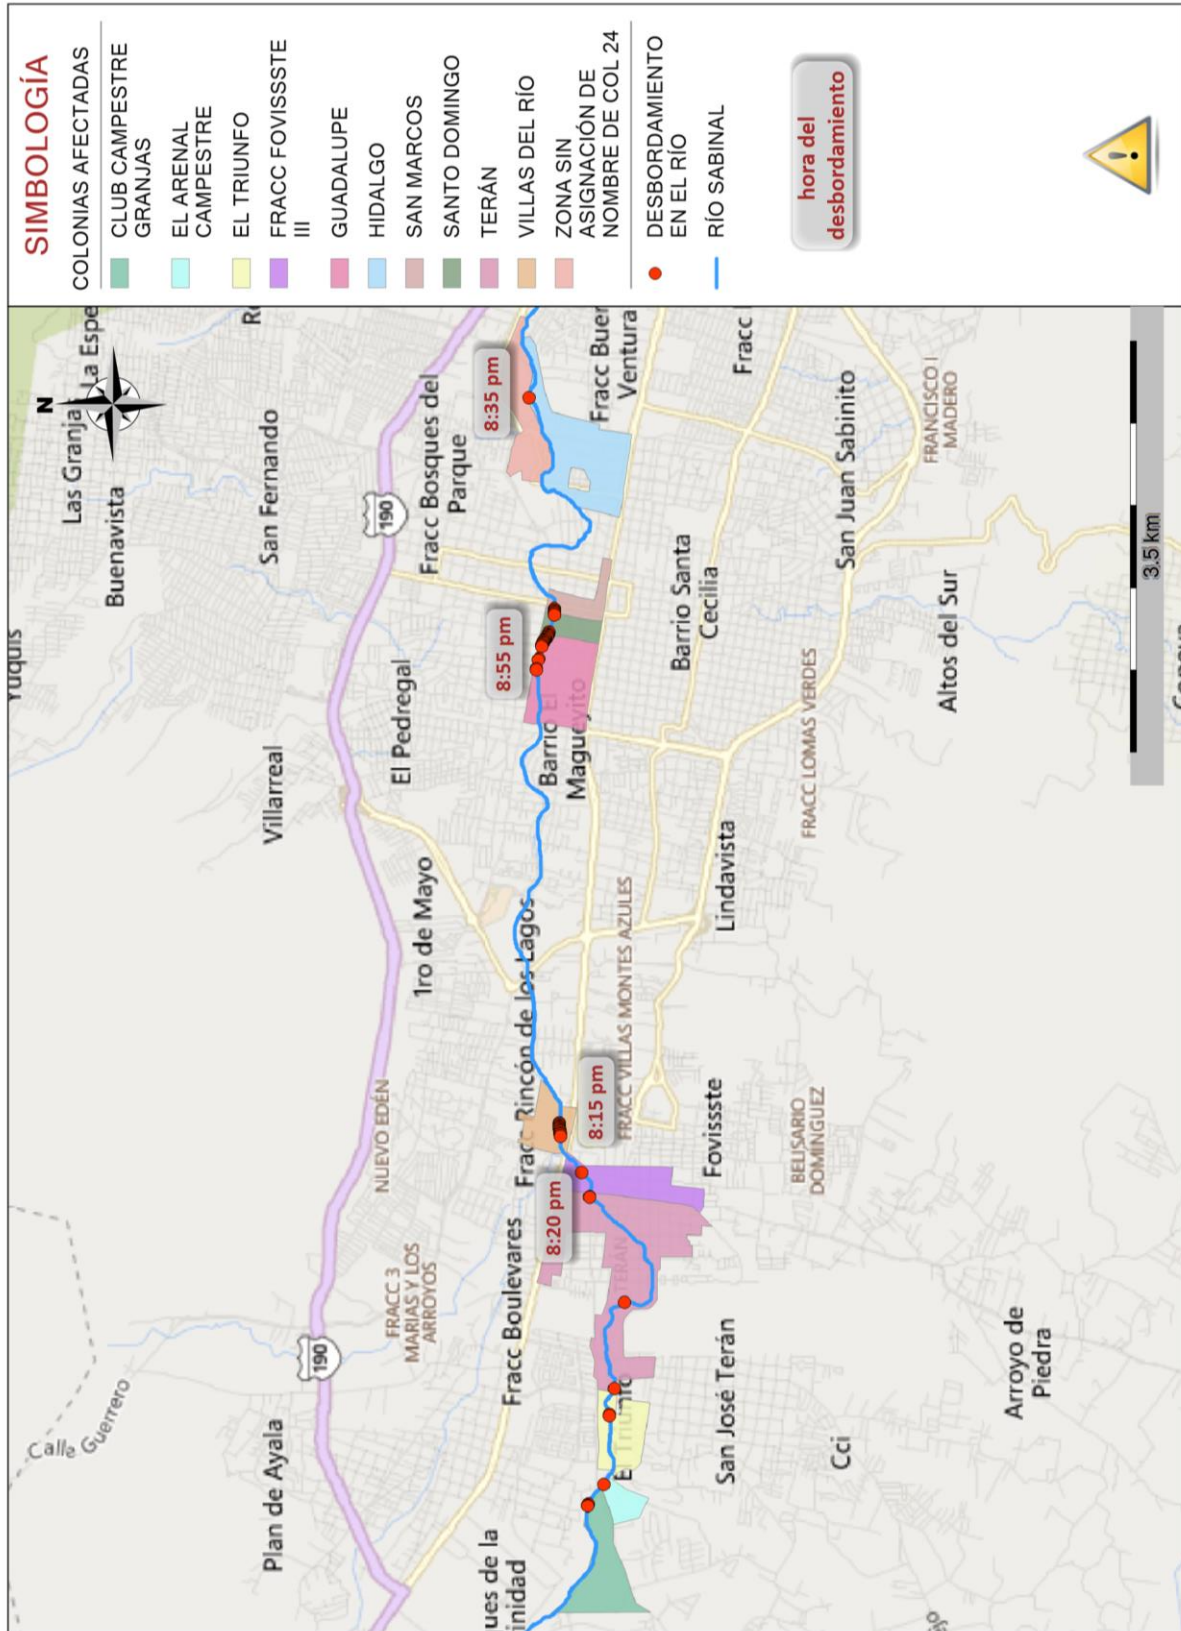 SIMBOLOGÍA
COLONIAS AFECTADAS
CLUB CAMPESTRE
GRANJAS
EL ARENAL
CAMPESTRE
EL TRIUNFO
FRACC FOVISSSTE
III
GUADALUPE
HIDALGO
SAN MARCOS
SANTO DOMINGO
TERÁN
VILLAS DEL RÍO
ZONA SIN
ASIGNACIÓN DE
NOMBRE DE COL 24
DESBORDAMIENTO
EN EL RÍO
RÍO SABINAL
hora del
desbordamiento
Yuquis
Las Granjas
La Espe
N
Buenavista
San Fernando
Villarreal
190
Fracc Bosques del
Parque
El Pedregal
8:35 pm
8:55 pm
Calle Guerrero
Plan de Ayala
190
FRACC 3
MARIAS Y LOS
ARROYOS
NUEVO EDÉN
1ro de Mayo
Fracc Boulevares
Fracc Rincón de los Lagos
Barrio El
Magueyito
Fracc Buer
Ventura
ues de la
inidad
8:20 pm
8:15 pm
El Triunfo
TERÁN
FRACC VILLAS MONTES AZULES
Barrio Santa
Cecilia
Fracc
San José Terán
Fovissste
Lindavista
FRACC LOMAS VERDES
San Juan Sabinito
FRANCISCO I
MADERO
Cci
BELISARIO
DOMINGUEZ
Altos del Sur
Arroyo de
Piedra
3.5 km